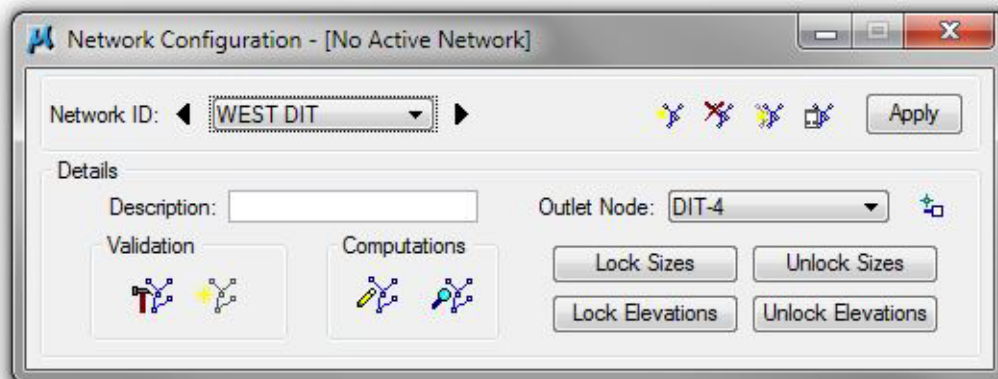 Network Configuration - [No Active Network]
Network ID: WEST DIT Apply
Details
Description: Outlet Node: DIT-4
Validation Computations
Lock Sizes Unlock Sizes
Lock Elevations Unlock Elevations